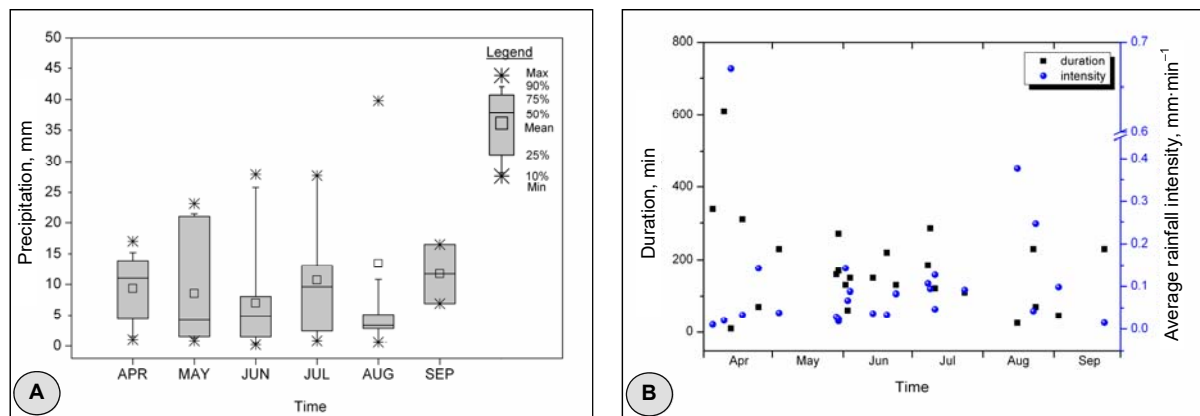 50
45
40
35
30
25
20
15
10
5
0
Precipitation, mm
APR MAY JUN JUL AUG SEP
Time
Legend
Max
90%
75%
50%
Mean
25%
10%
Min
A
800
600
400
200
0
Duration, min
duration
intensity
0.7
0.6
0.4
0.3
0.2
0.1
0.0
Average rainfall intensity, mm·min⁻¹
Apr May Jun Jul Aug Sep
Time
B